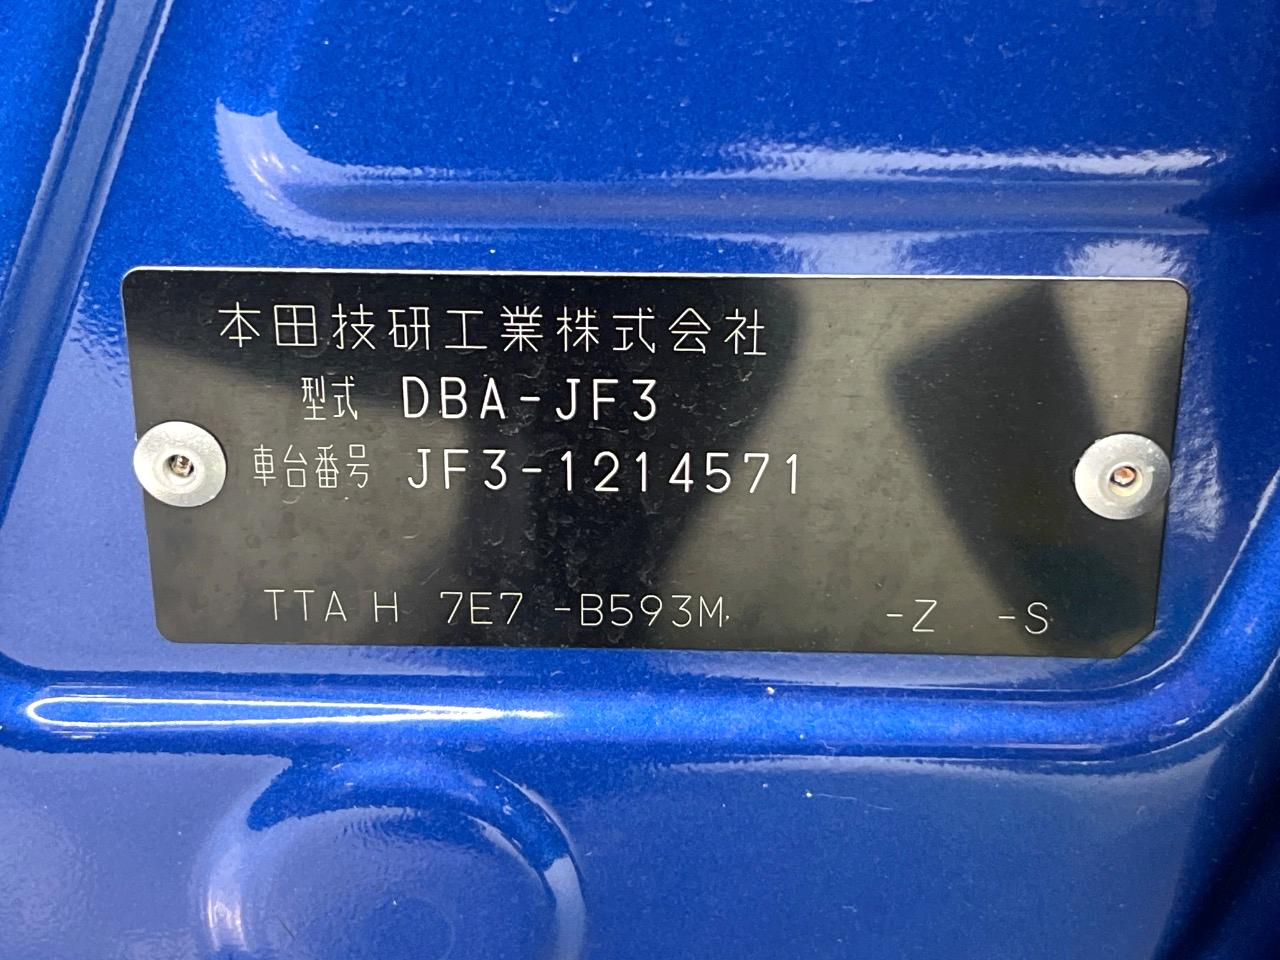 本田技研工業株式会社
型式 DBA-JF3
車台番号 JF3-1214571
TTA H 7E7 -B593M -Z -S